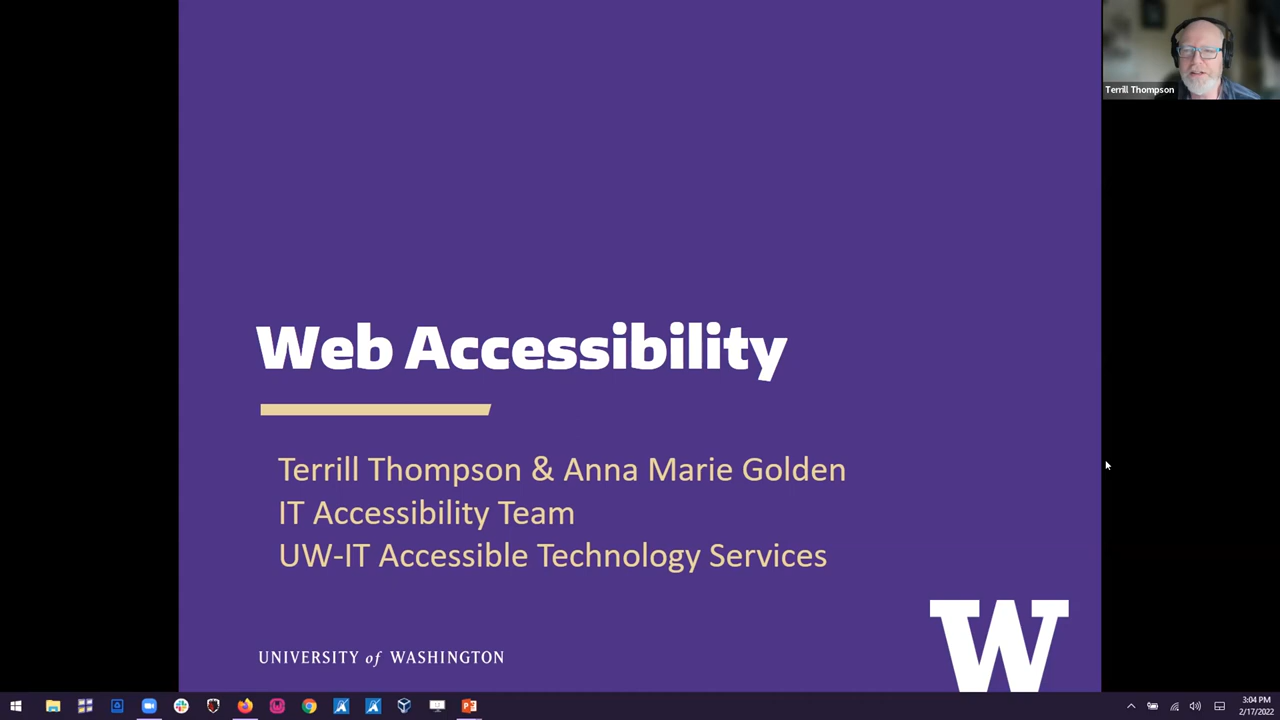 Terrill Thompson
Web Accessibility
Terrill Thompson & Anna Marie Golden
IT Accessibility Team
UW-IT Accessible Technology Services
UNIVERSITY of WASHINGTON
W
3:04 PM
2/17/2022